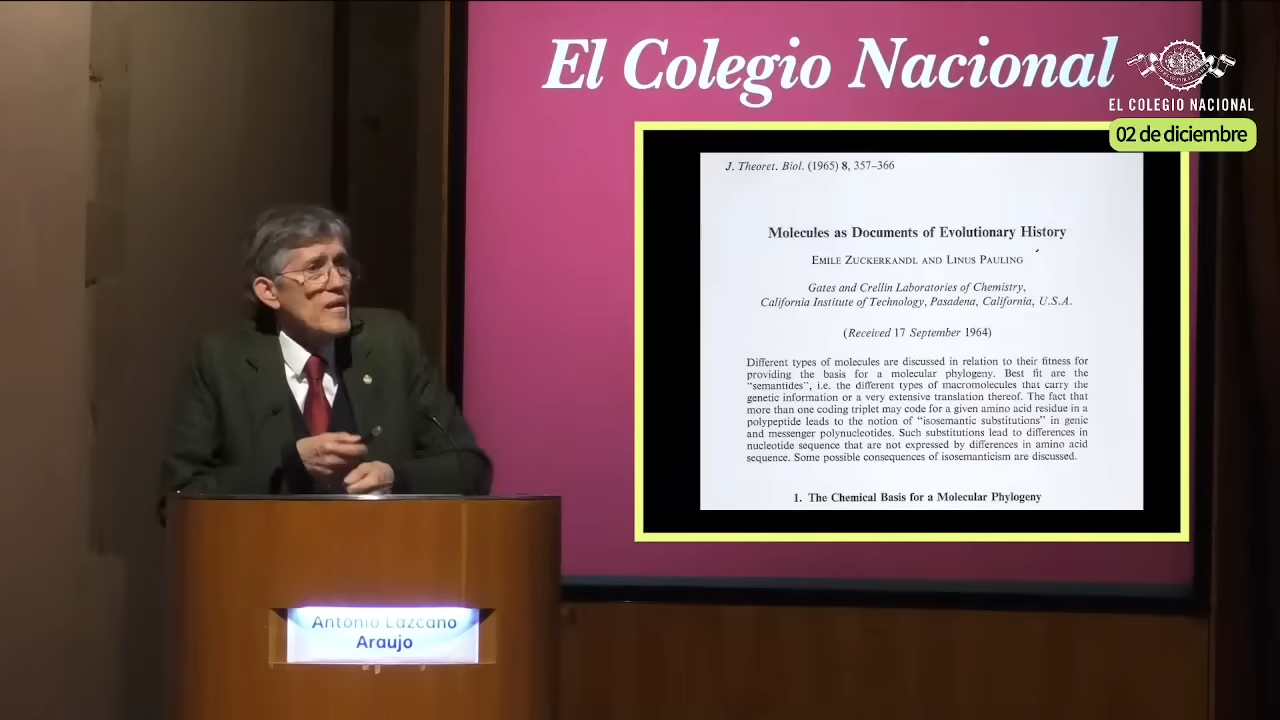 El Colegio Nacional
EL COLEGIO NACIONAL
02 de diciembre
J. Theoret. Biol. (1965) 8, 357–366
Molecules as Documents of Evolutionary History
EMILE ZUCKERKANDL AND LINUS PAULING
Gates and Crellin Laboratories of Chemistry,
California Institute of Technology, Pasadena, California, U.S.A.
(Received 17 September 1964)
Different types of molecules are discussed in relation to their fitness for
providing the basis for a molecular phylogeny. Best fit are the
"semantides", i.e. the different types of macromolecules that carry the
genetic information or a very extensive translation thereof. The fact that
more than one coding triplet may code for a given amino acid residue in a
polypeptide leads to the notion of "isosemantic substitutions" in genic
and messenger polynucleotides. Such substitutions lead to differences in
nucleotide sequence that are not expressed by differences in amino acid
sequence. Some possible consequences of isosemanticism are discussed.
1. The Chemical Basis for a Molecular Phylogeny
Antonio Lazcano
Araujo